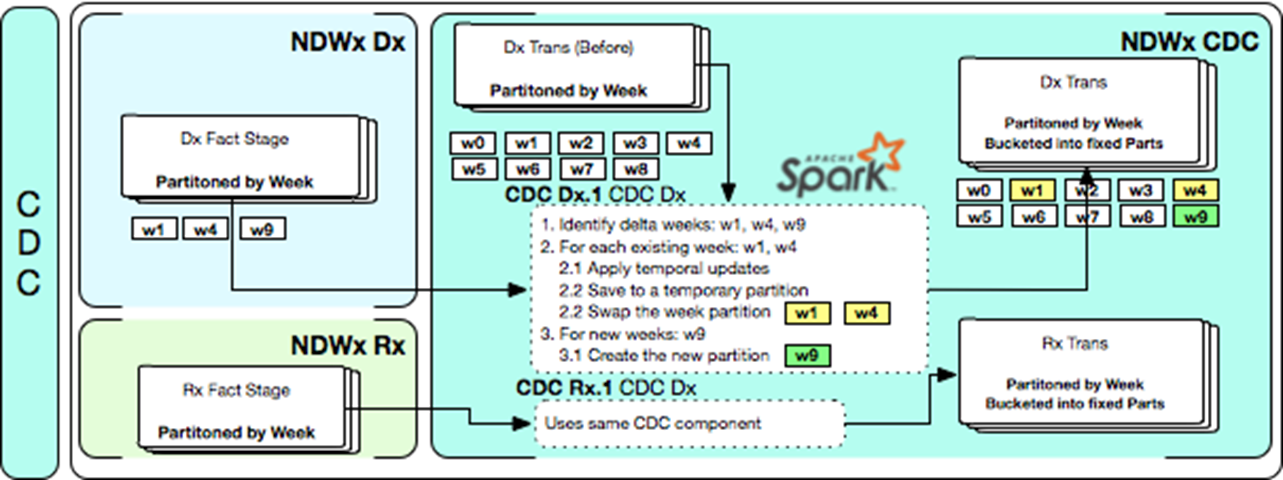 C
D
C
NDWx Dx
Dx Fact Stage
Partitoned by Week
w1 w4 w9
NDWx Rx
Rx Fact Stage
Partitoned by Week
NDWx CDC
Dx Trans (Before)
Partitoned by Week
w0 w1 w2 w3 w4
w5 w6 w7 w8
APACHE
Spark
TM
CDC Dx.1 CDC Dx
1. Identify delta weeks: w1, w4, w9
2. For each existing week: w1, w4
2.1 Apply temporal updates
2.2 Save to a temporary partition
2.2 Swap the week partition w1 w4
3. For new weeks: w9
3.1 Create the new partition w9
CDC Rx.1 CDC Dx
Uses same CDC component
Dx Trans
Partitoned by Week
Bucketed into fixed Parts
w0 w1 w2 w3 w4
w5 w6 w7 w8 w9
Rx Trans
Partitoned by Week
Bucketed into fixed Parts